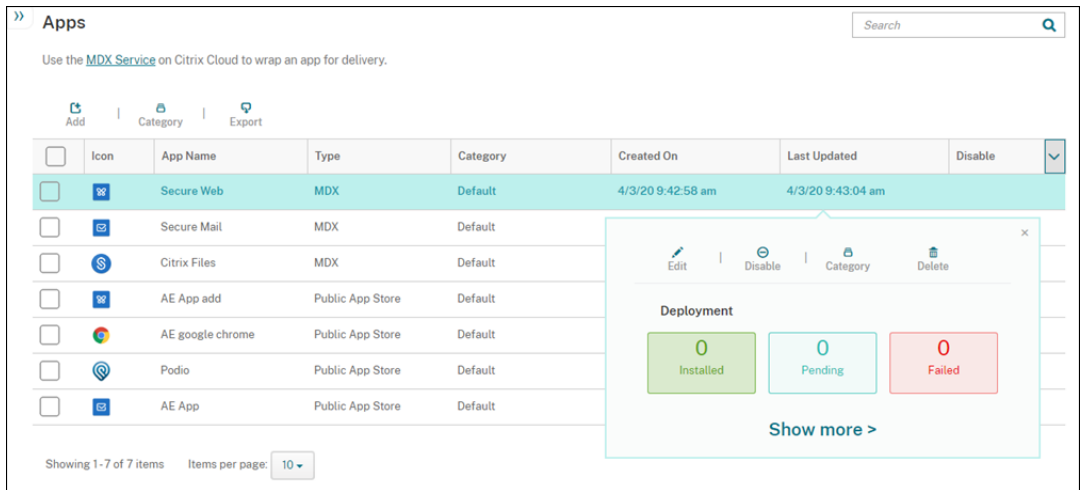 Apps
Search
Use the MDX Service on Citrix Cloud to wrap an app for delivery.
Add | Category | Export
Icon App Name Type Category Created On Last Updated Disable
Secure Web MDX Default 4/3/20 9:42:58 am 4/3/20 9:43:04 am
Secure Mail MDX Default
Citrix Files MDX Default
AE App add Public App Store Default
AE google chrome Public App Store Default
Podio Public App Store Default
AE App Public App Store Default
×
Edit | Disable | Category Delete
Deployment
0 0 0
Installed Pending Failed
Show more >
Showing 1-7 of 7 items Items per page: 10